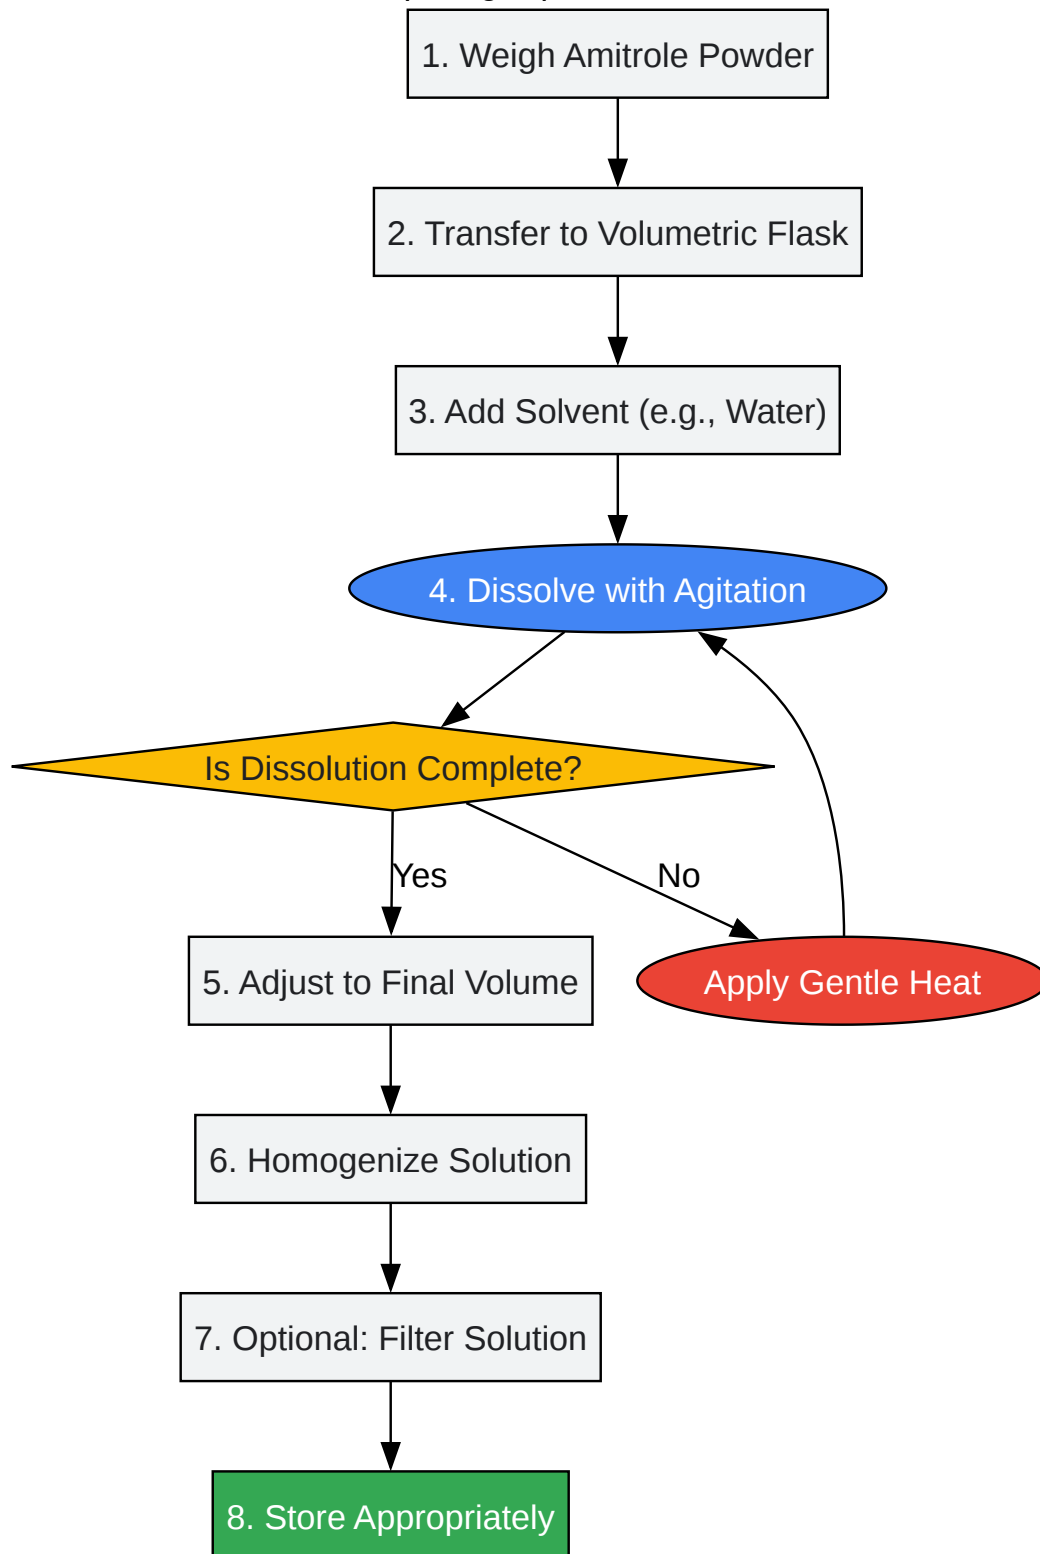 1. Weigh Amitrole Powder
2. Transfer to Volumetric Flask
3. Add Solvent (e.g., Water)
4. Dissolve with Agitation
Is Dissolution Complete?
Yes
No
5. Adjust to Final Volume
Apply Gentle Heat
6. Homogenize Solution
7. Optional: Filter Solution
8. Store Appropriately